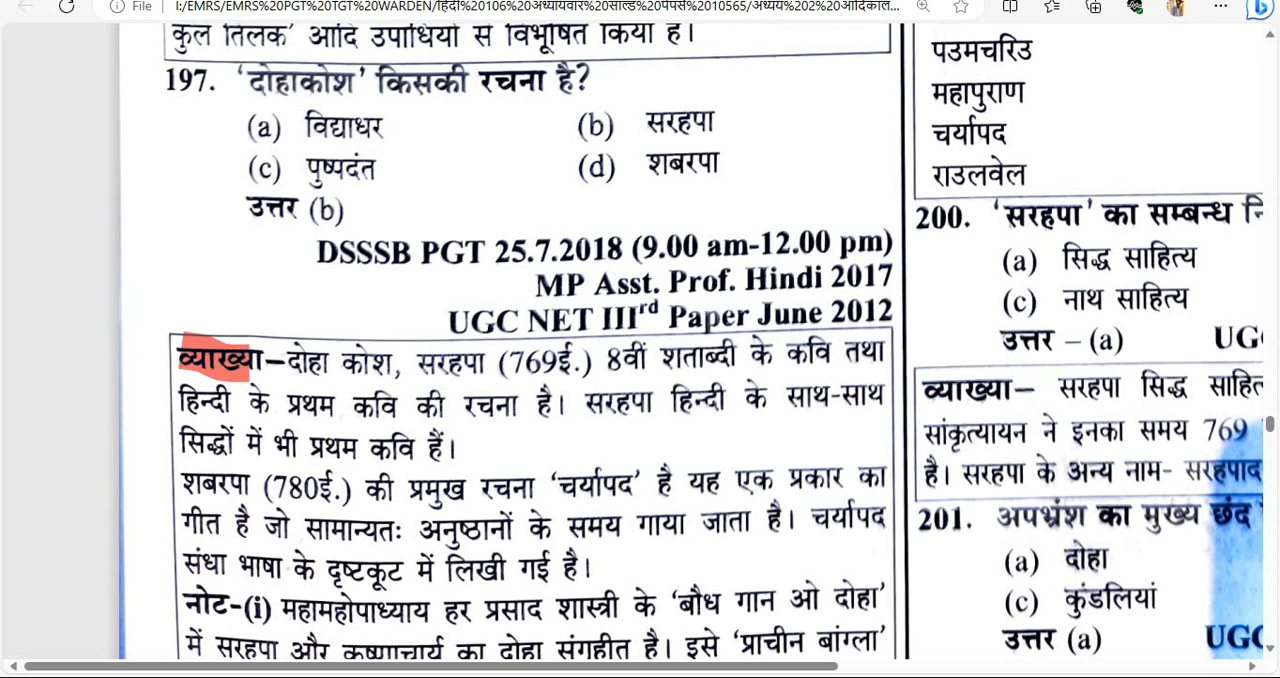 File
I:/EMRS/EMRS%20PGT%20TGT%20WARDEN/हिंदी%20106%20अध्यायवार%20साल्व्ड%20पेपर्स%2010565/अध्याय%202%20आदिकाल...
कुल तिलक' आदि उपाधियों से विभूषित किया है।
197. 'दोहाकोश' किसकी रचना है?
(a) विद्याधर (b) सरहपा
(c) पुष्पदंत (d) शबरपा
उत्तर (b)
DSSSB PGT 25.7.2018 (9.00 am-12.00 pm)
MP Asst. Prof. Hindi 2017
UGC NET IIIrd Paper June 2012
व्याख्या–दोहा कोश, सरहपा (769ई.) 8वीं शताब्दी के कवि तथा
हिन्दी के प्रथम कवि की रचना है। सरहपा हिन्दी के साथ-साथ
सिद्धों में भी प्रथम कवि हैं।
शबरपा (780ई.) की प्रमुख रचना 'चर्यापद' है यह एक प्रकार का
गीत है जो सामान्यतः अनुष्ठानों के समय गाया जाता है। चर्यापद
संधा भाषा के दृष्टकूट में लिखी गई है।
नोट–(i) महामहोपाध्याय हर प्रसाद शास्त्री के 'बौध गान ओ दोहा'
में सरहपा और कृष्णाचार्य का दोहा संगहीत है। इसे 'प्राचीन बांग्ला'
पउमचरिउ
महापुराण
चर्यापद
राउलवेल
200. 'सरहपा' का सम्बन्ध
(a) सिद्ध साहित्य
(c) नाथ साहित्य
उत्तर – (a) UG
व्याख्या– सरहपा सिद्ध
सांकृत्यायन ने इनका समय 769
है। सरहपा के अन्य नाम- सरहपाद
201. अपभ्रंश का मुख्य छंद
(a) दोहा
(c) कुंडलियां
उत्तर (a) UGC